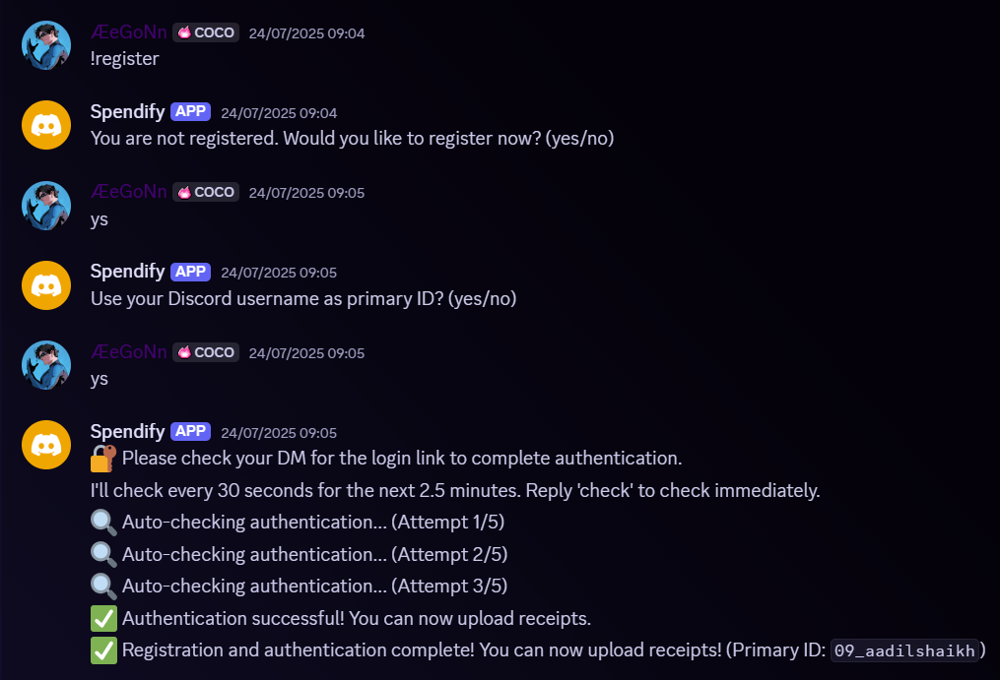 ÆeGoNn COCO 24/07/2025 09:04
!register
Spendify APP 24/07/2025 09:04
You are not registered. Would you like to register now? (yes/no)
ÆeGoNn COCO 24/07/2025 09:05
ys
Spendify APP 24/07/2025 09:05
Use your Discord username as primary ID? (yes/no)
ÆeGoNn COCO 24/07/2025 09:05
ys
Spendify APP 24/07/2025 09:05
🔐 Please check your DM for the login link to complete authentication.
I'll check every 30 seconds for the next 2.5 minutes. Reply 'check' to check immediately.
🔍 Auto-checking authentication... (Attempt 1/5)
🔍 Auto-checking authentication... (Attempt 2/5)
🔍 Auto-checking authentication... (Attempt 3/5)
✅ Authentication successful! You can now upload receipts.
✅ Registration and authentication complete! You can now upload receipts! (Primary ID: 09_aadilshaikh)